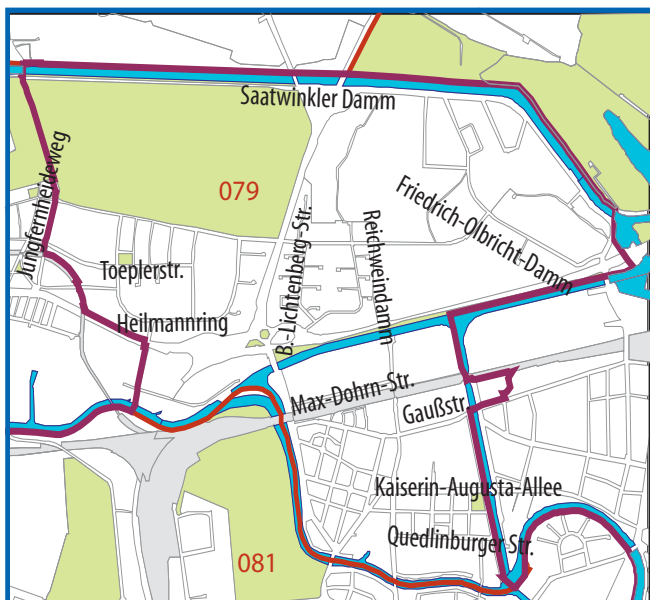 Saatwinkler Damm
079
Jungfernheideweg
Friedrich-Olbricht-Damm
B.-Lichtenberg-Str.
Reichweindamm
Toeplerstr.
Heilmannring
Max-Dohrn-Str.
Gaußstr.
Kaiserin-Augusta-Allee
Quedlinburger Str.
081